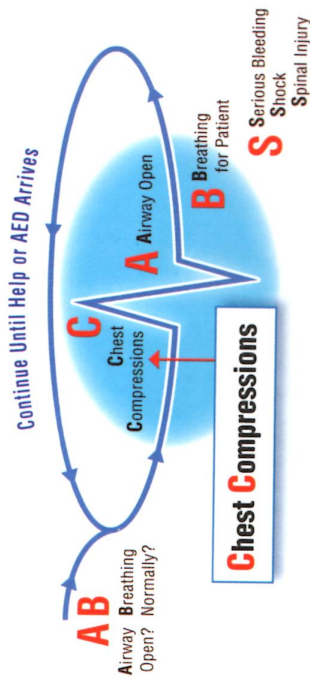 Continue Until Help or AED Arrives
AB
Airway Breathing
Open? Normally?
C
Chest
Compressions
A Airway Open
B Breathing
for Patient
S Serious Bleeding
Shock
Spinal Injury
Chest Compressions